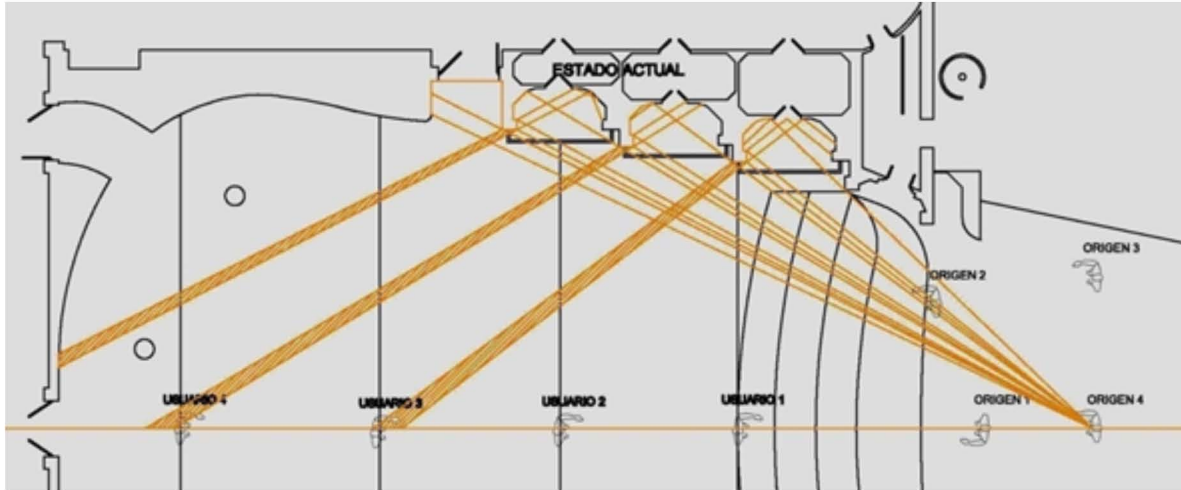 ESTADO ACTUAL
ORIGEN 3
ORIGEN 2
USUARIO 4
USUARIO 3
USUARIO 2
USUARIO 1
ORIGEN 1
ORIGEN 4